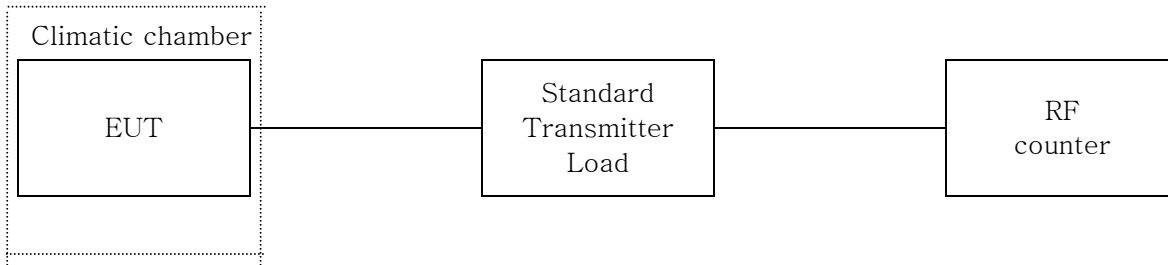 Climatic chamber
EUT
Standard
Transmitter
Load
RF
counter